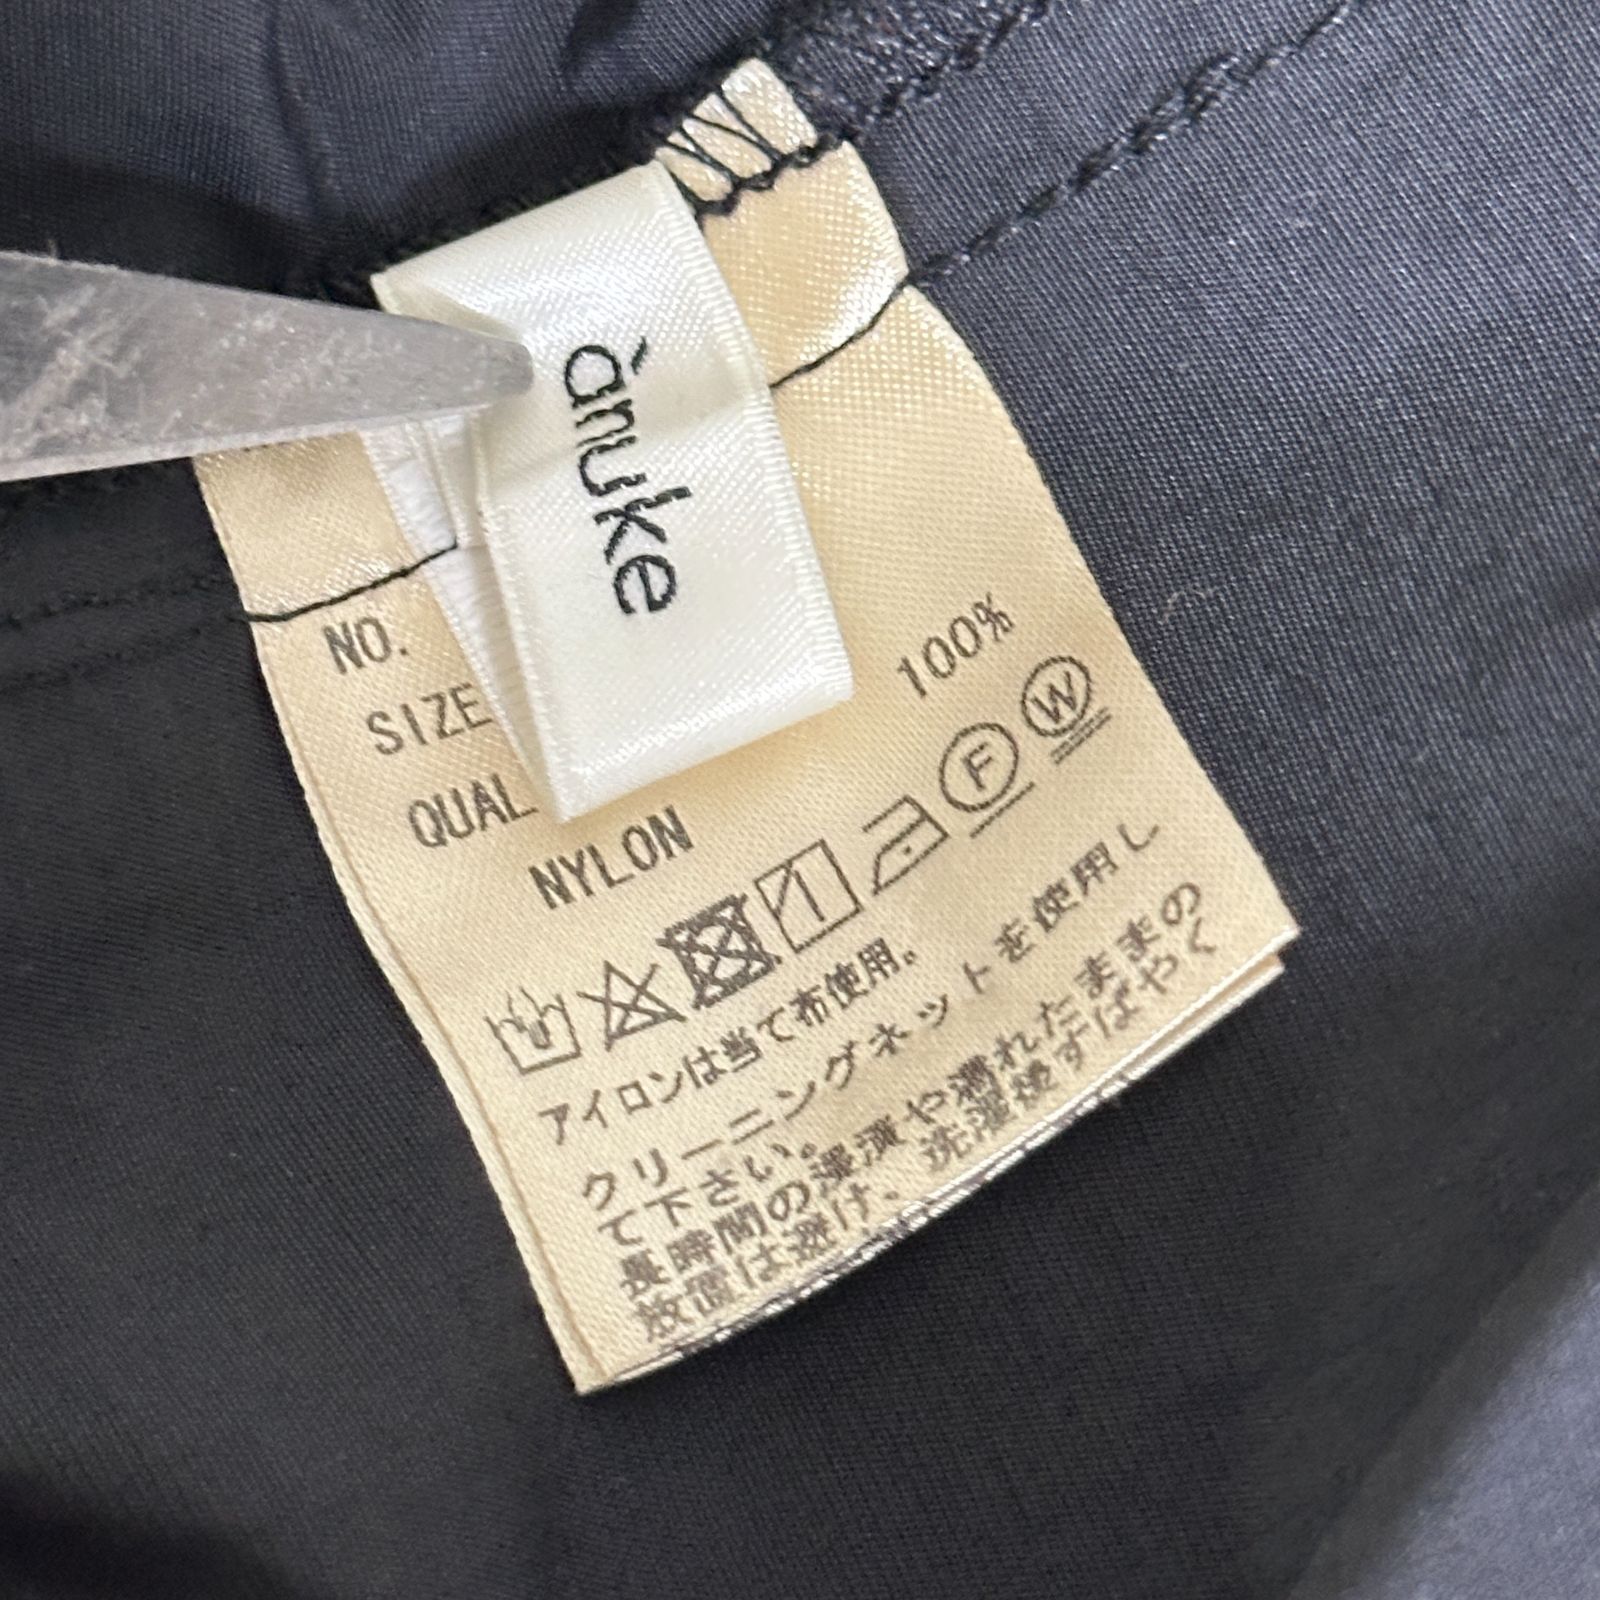 ànuke
NO.
SIZE
QUAL
100%
NYLON
F
W
アイロンは当て布使用。
クリーニングネットを使用し
て下さい。
長時間の湿潤や濡れたままの
放置は避け、洗濯後すばやく